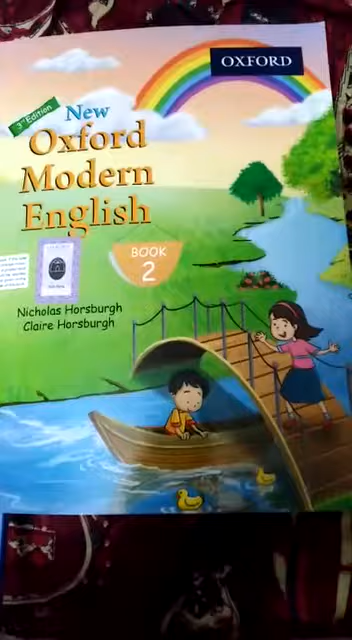 OXFORD
3rd Edition
New
Oxford
Modern
English
BOOK
2
Nicholas Horsburgh
Claire Horsburgh